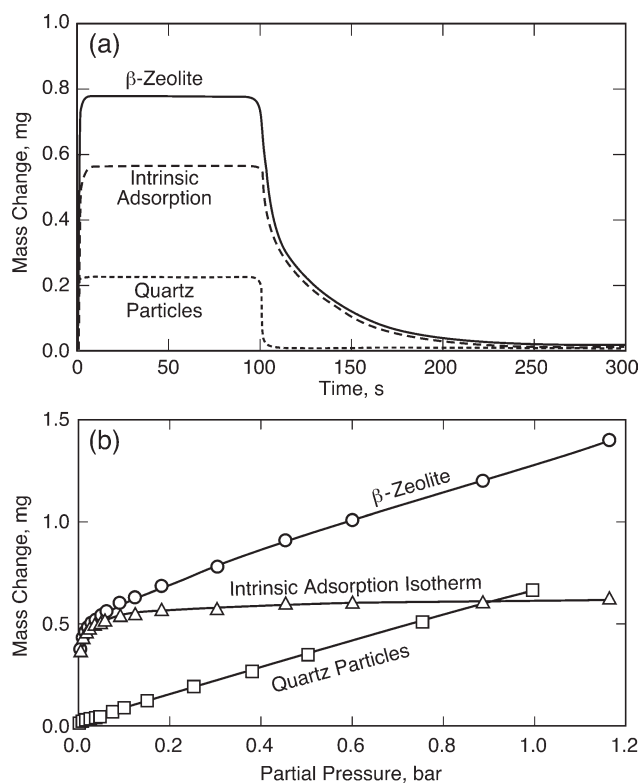 (a)
1.0
0.8
0.6
0.4
0.2
0
Mass Change, mg
β-Zeolite
Intrinsic
Adsorption
Quartz
Particles
0 50 100 150 200 250 300
Time, s
(b)
1.5
1.0
0.5
0.0
Mass Change, mg
β-Zeolite
Intrinsic Adsorption Isotherm
Quartz Particles
0.0 0.2 0.4 0.6 0.8 1.0 1.2
Partial Pressure, bar